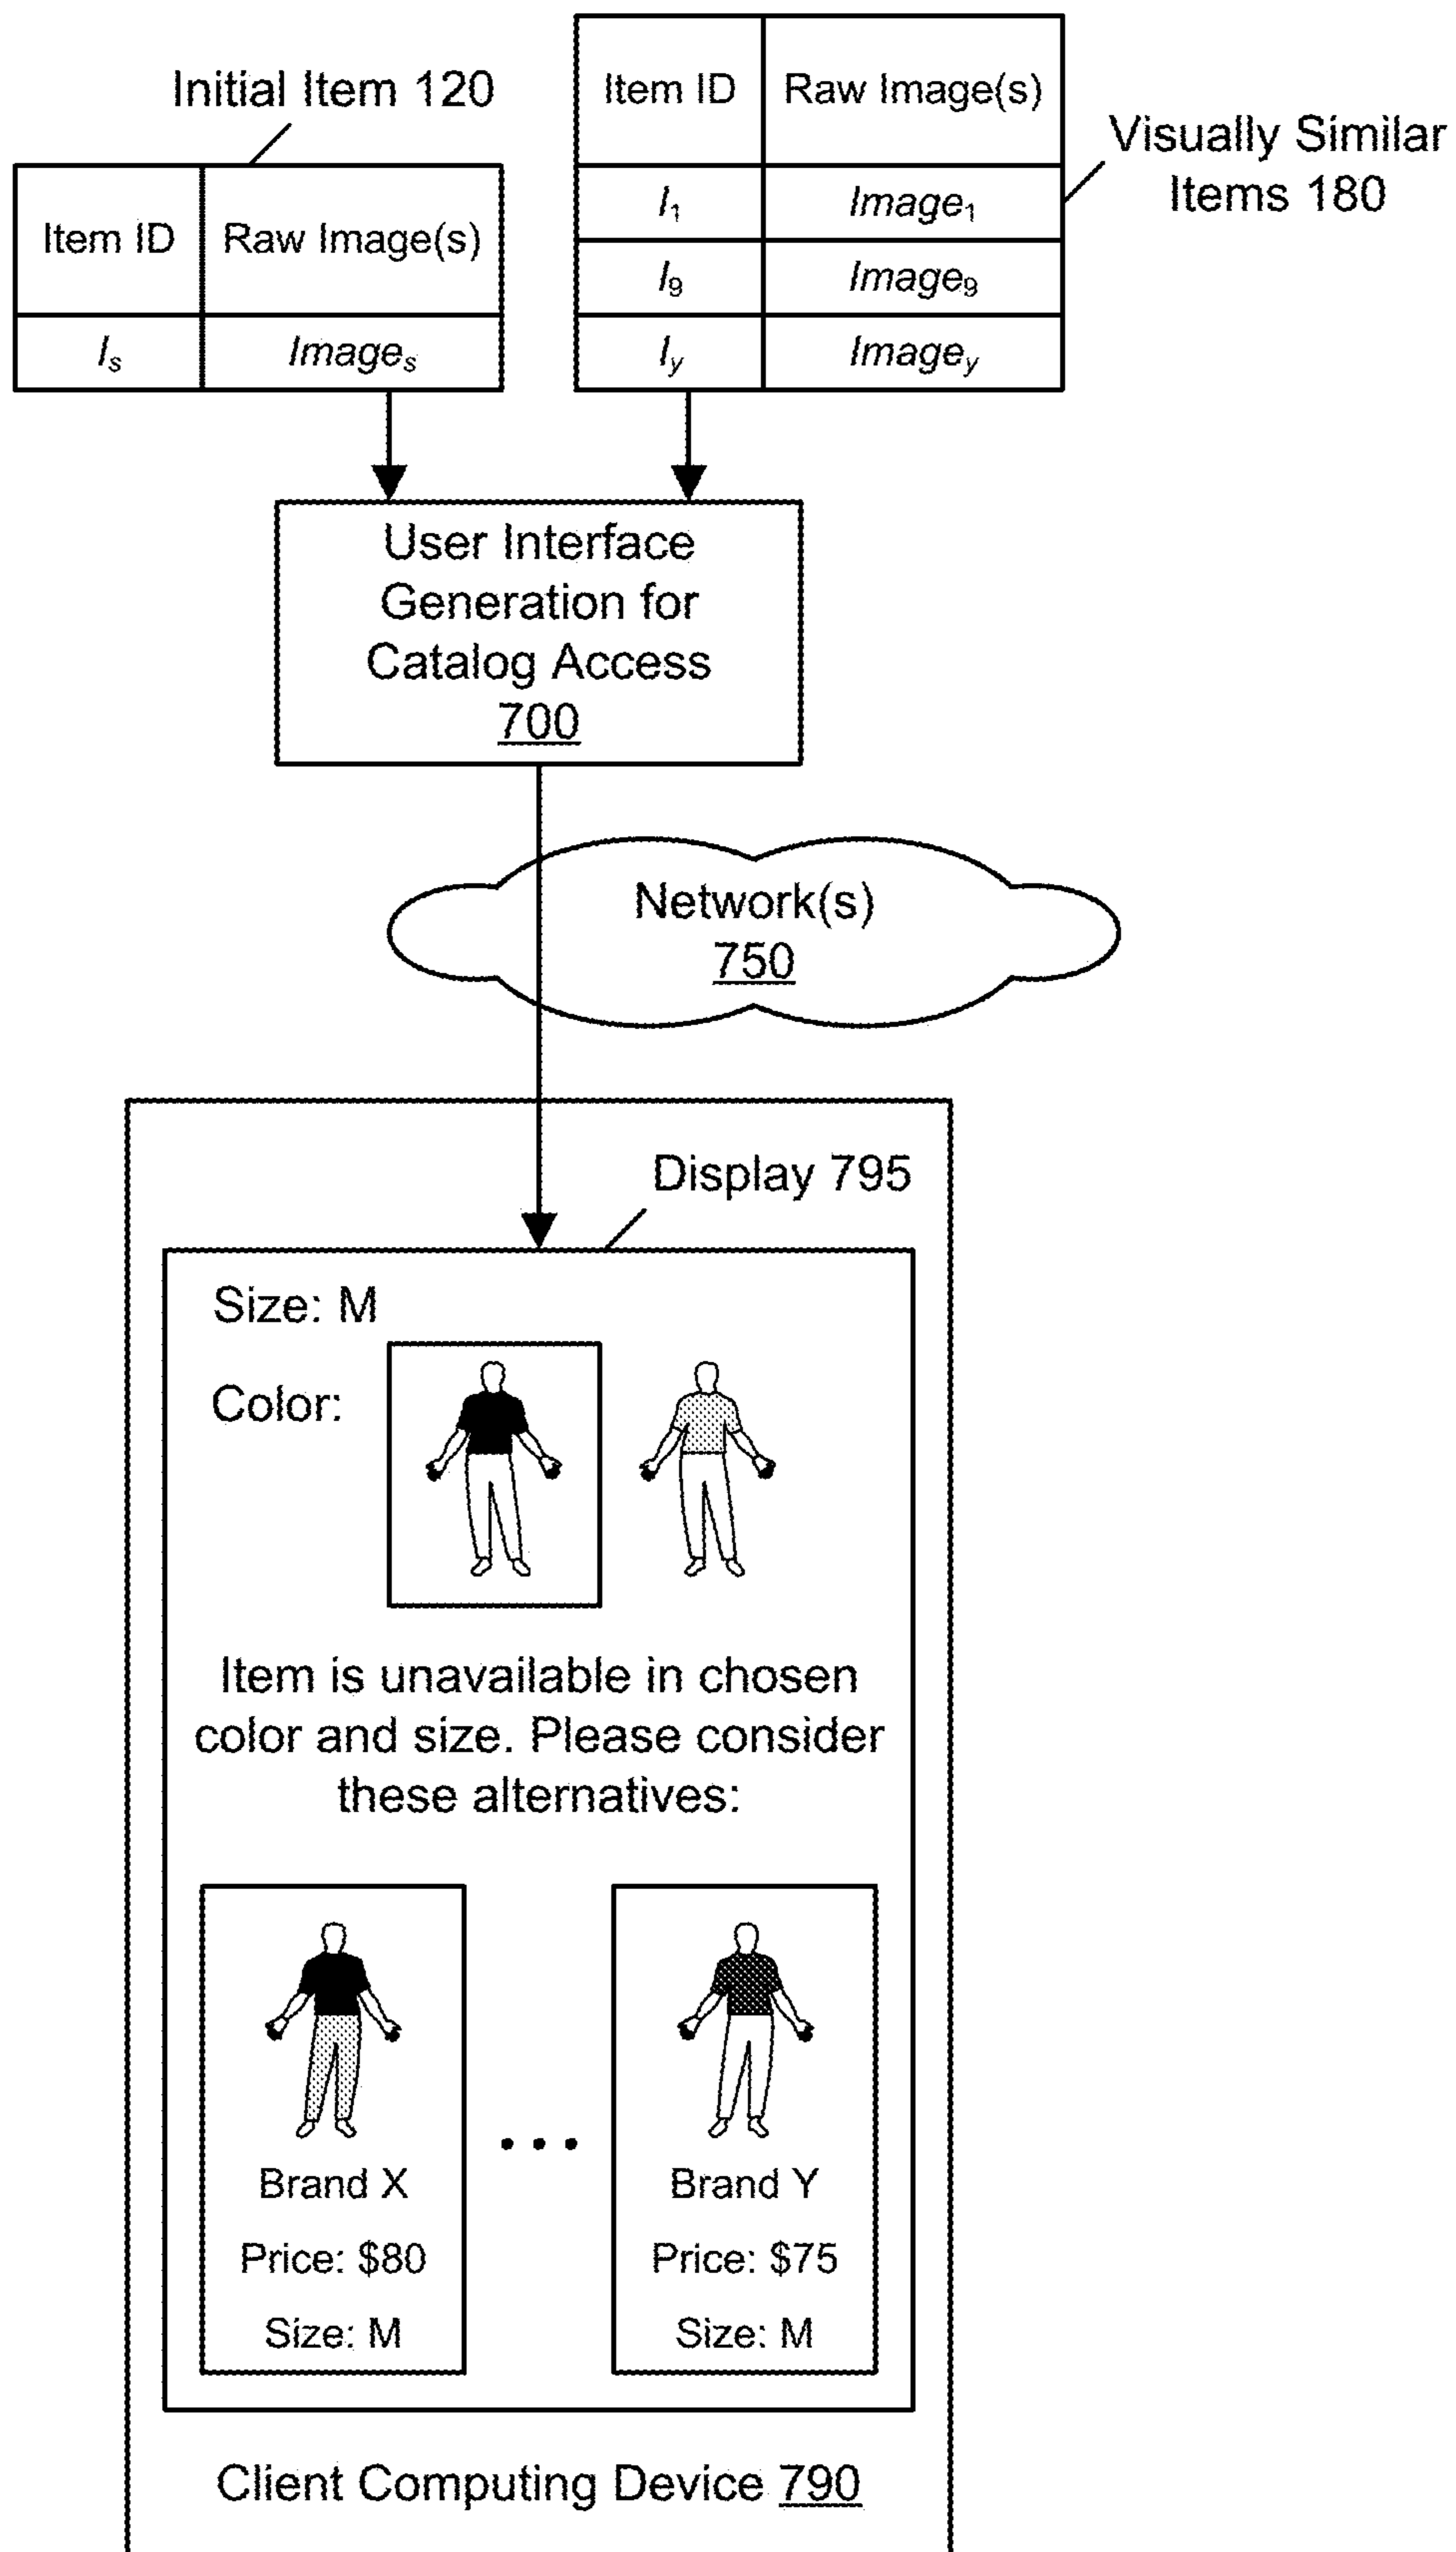 Initial Item 120
Item ID Raw Image(s)
Iₛ Imageₛ
Item ID Raw Image(s)
I₁ Image₁
I₉ Image₉
Iᵧ Imageᵧ
Visually Similar
Items 180
User Interface
Generation for
Catalog Access
700
Network(s)
750
Display 795
Size: M
Color:
Item is unavailable in chosen
color and size. Please consider
these alternatives:
Brand X
Price: $80
Size: M
...
Brand Y
Price: $75
Size: M
Client Computing Device 790